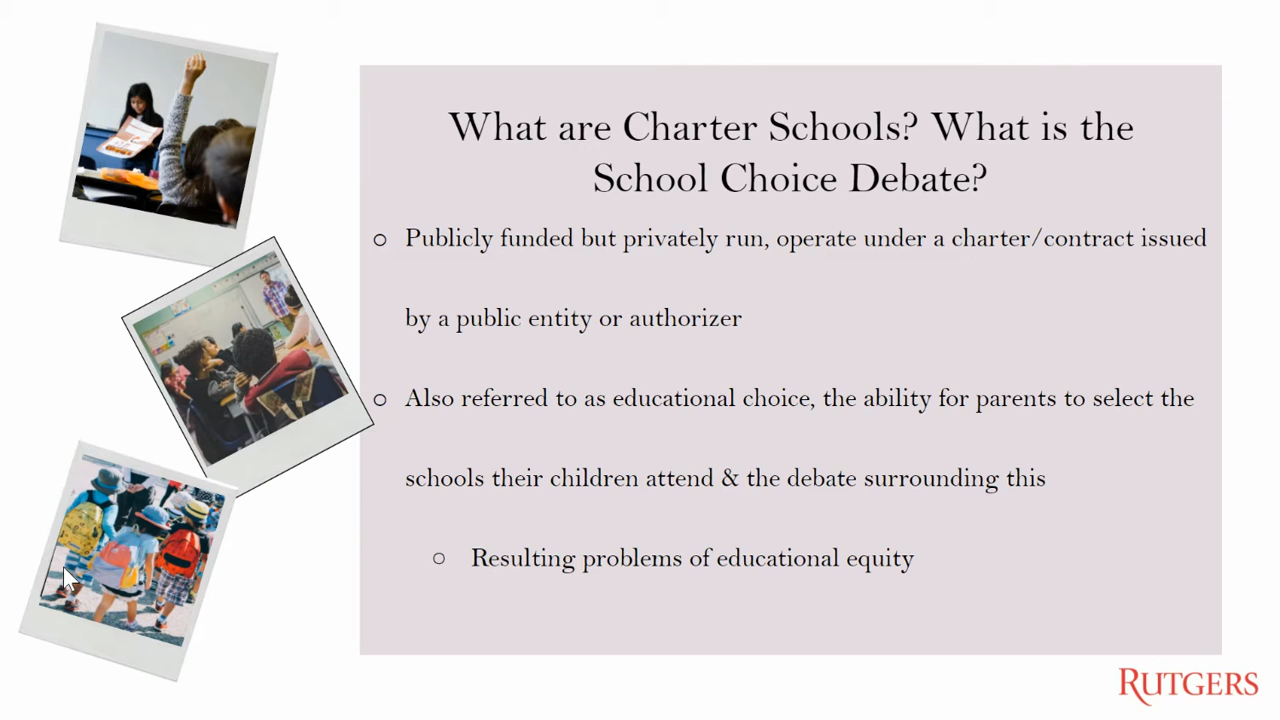 What are Charter Schools? What is the
School Choice Debate?
○ Publicly funded but privately run, operate under a charter/contract issued
by a public entity or authorizer
○ Also referred to as educational choice, the ability for parents to select the
schools their children attend & the debate surrounding this
○ Resulting problems of educational equity
RUTGERS